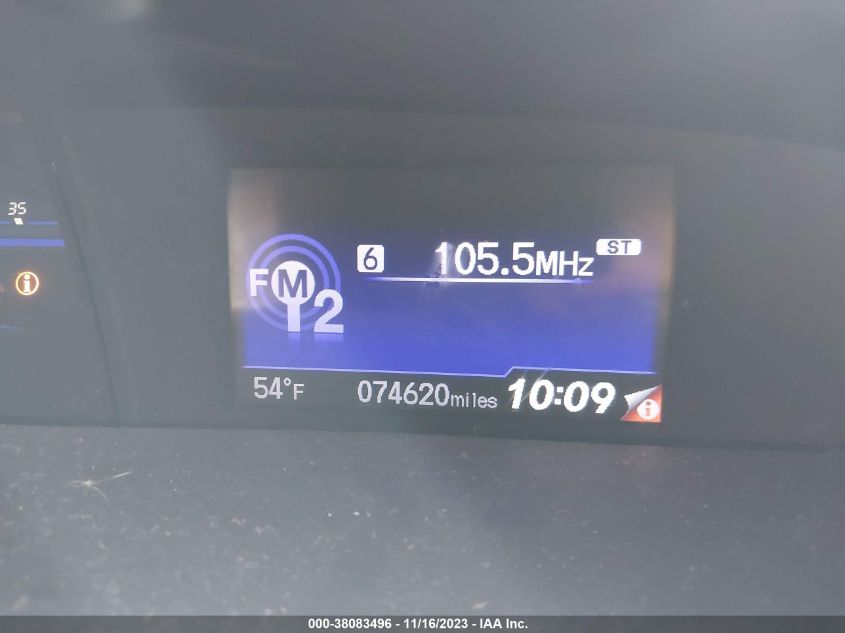 35
6 105.5MHz ST
FM 2
54°F 074620miles 10:09 i
i
000-38083496 - 11/16/2023 - IAA Inc.